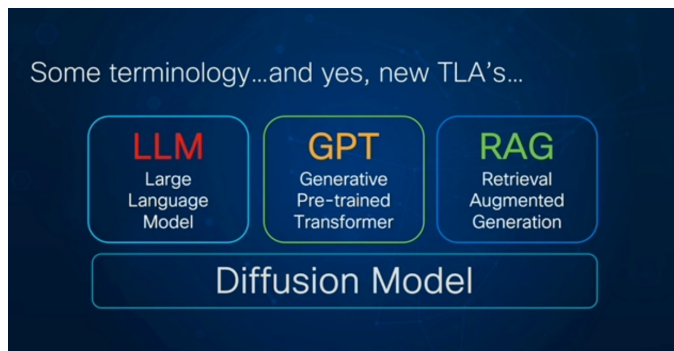 Some terminology...and yes, new TLA's...
LLM
Large
Language
Model
GPT
Generative
Pre-trained
Transformer
RAG
Retrieval
Augmented
Generation
Diffusion Model